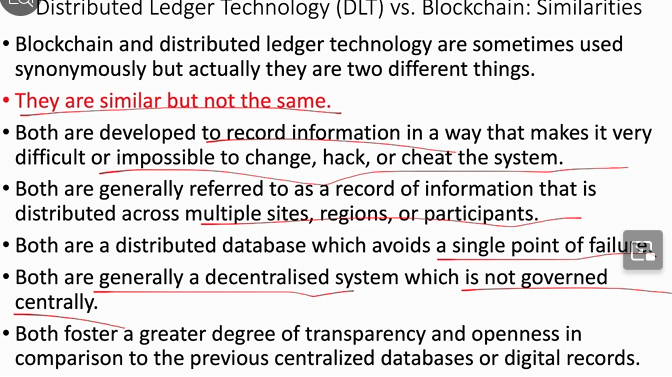 Distributed Ledger Technology (DLT) vs. Blockchain: Similarities
• Blockchain and distributed ledger technology are sometimes used
synonymously but actually they are two different things.
• They are similar but not the same.
• Both are developed to record information in a way that makes it very
difficult or impossible to change, hack, or cheat the system.
• Both are generally referred to as a record of information that is
distributed across multiple sites, regions, or participants.
• Both are a distributed database which avoids a single point of failure.
• Both are generally a decentralised system which is not governed
centrally.
• Both foster a greater degree of transparency and openness in
comparison to the previous centralized databases or digital records.